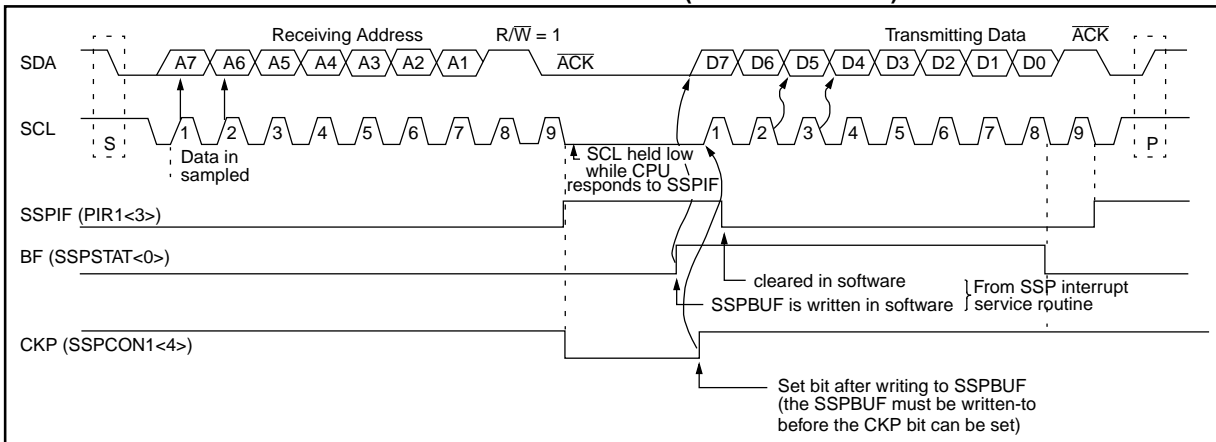 Receiving Address R/W = 1 Transmitting Data ACK
SDA A7 A6 A5 A4 A3 A2 A1 ACK D7 D6 D5 D4 D3 D2 D1 D0
SCL S 1 2 3 4 5 6 7 8 9 1 2 3 4 5 6 7 8 9 P
Data in
sampled
SCL held low
while CPU
responds to SSPIF
SSPIF (PIR1<3>)
BF (SSPSTAT<0>)
cleared in software
SSPBUF is written in software
From SSP interrupt
service routine
CKP (SSPCON1<4>)
Set bit after writing to SSPBUF
(the SSPBUF must be written-to
before the CKP bit can be set)